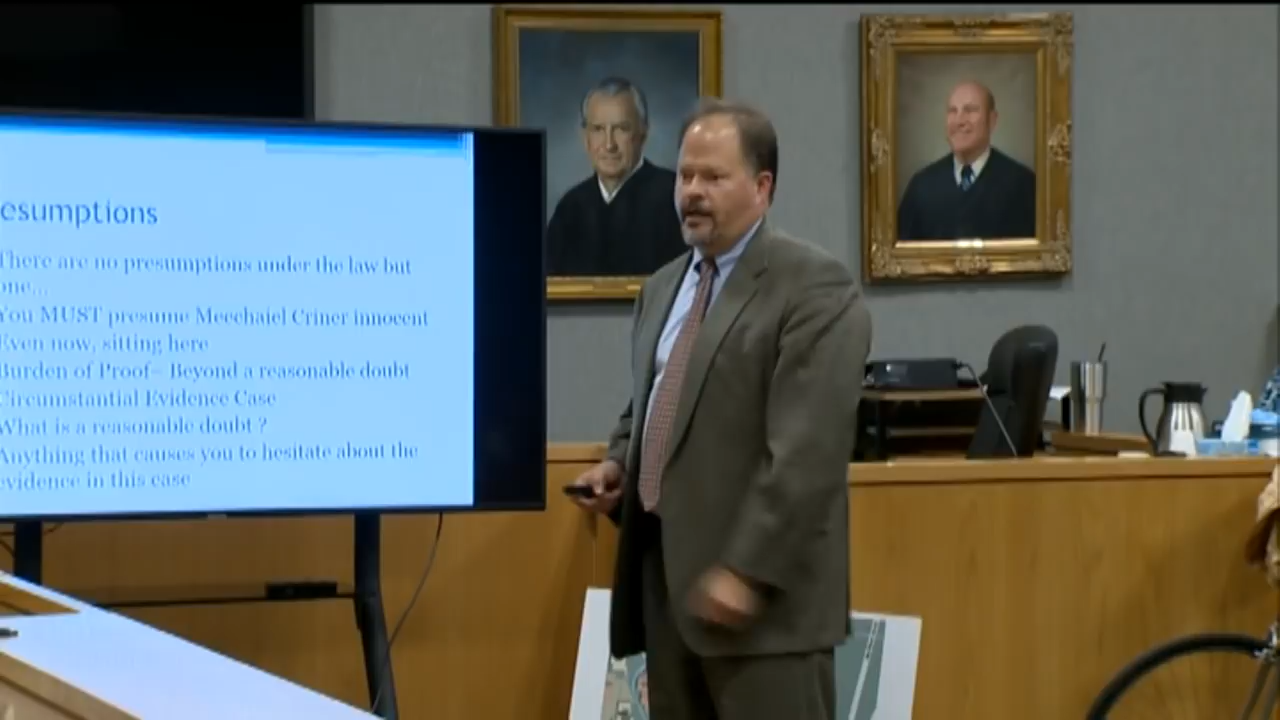 esumptions
There are no presumptions under the law but
one...
You MUST presume Meechaiel Criner innocent
Even now, sitting here
Burden of Proof- Beyond a reasonable doubt
Circumstantial Evidence Case
What is a reasonable doubt ?
Anything that causes you to hesitate about the
evidence in this case